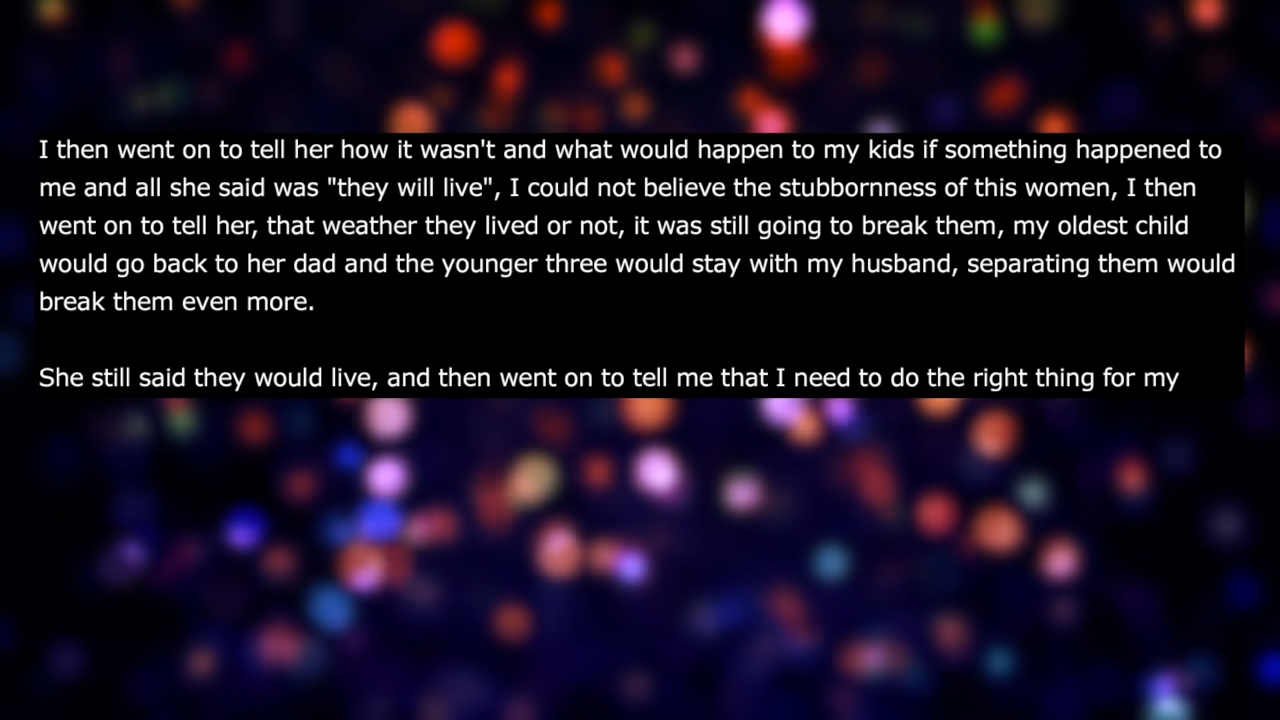 I then went on to tell her how it wasn't and what would happen to my kids if something happened to
me and all she said was "they will live", I could not believe the stubbornness of this women, I then
went on to tell her, that weather they lived or not, it was still going to break them, my oldest child
would go back to her dad and the younger three would stay with my husband, separating them would
break them even more.
She still said they would live, and then went on to tell me that I need to do the right thing for my